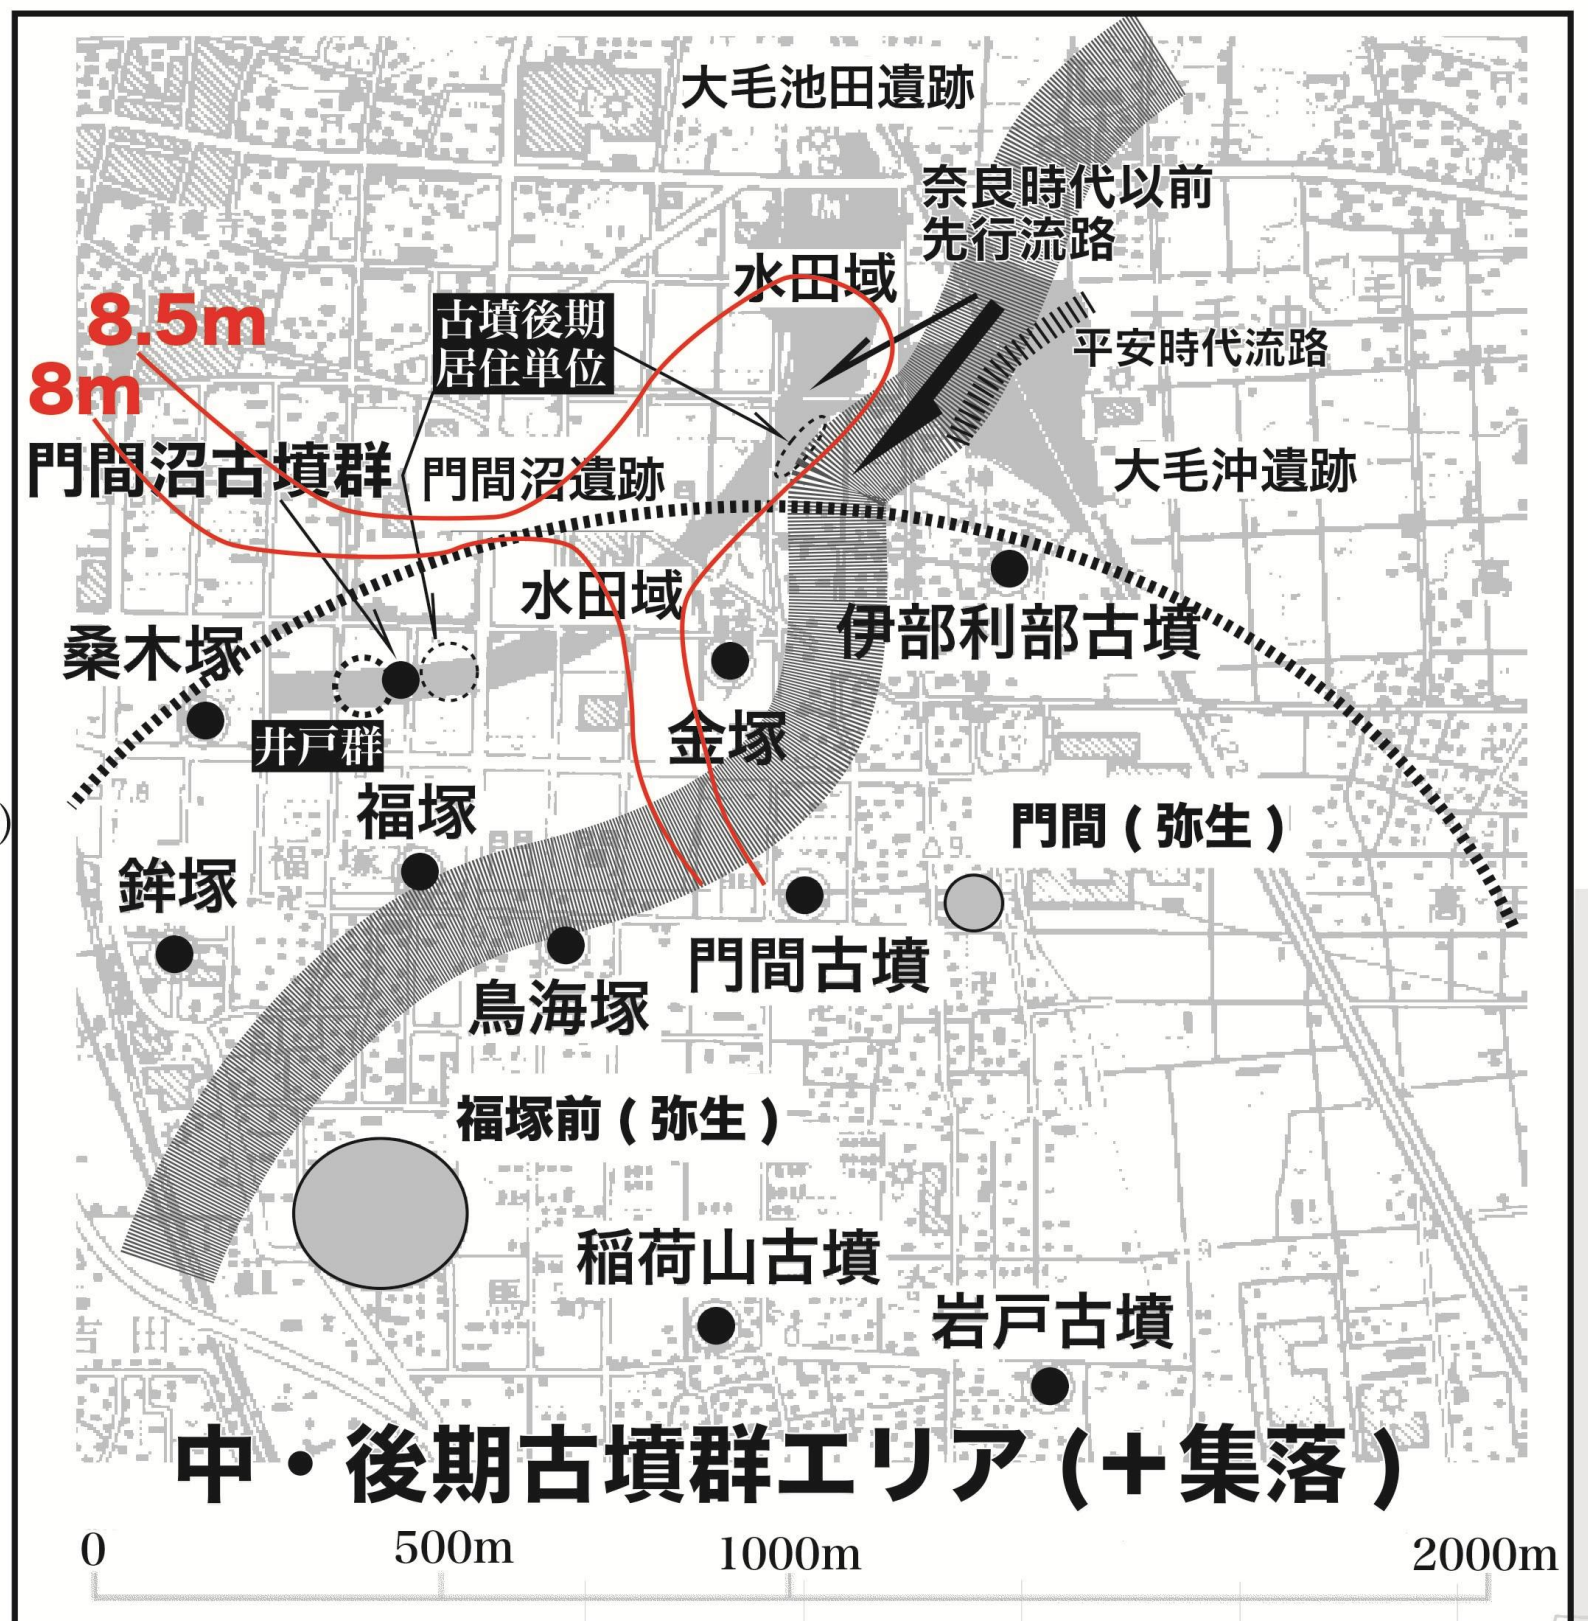 大毛池田遺跡
奈良時代以前
先行流路
水田域
8.5m
古墳後期
居住単位
平安時代流路
8m
門間沼古墳群
門間沼遺跡
大毛沖遺跡
水田域
伊部利部古墳
桑木塚
金塚
井戸群
福塚
門間(弥生)
)
鉾塚
門間古墳
鳥海塚
福塚前(弥生)
稲荷山古墳
岩戸古墳
中・後期古墳群エリア(+集落)
0
500m
1000m
2000m